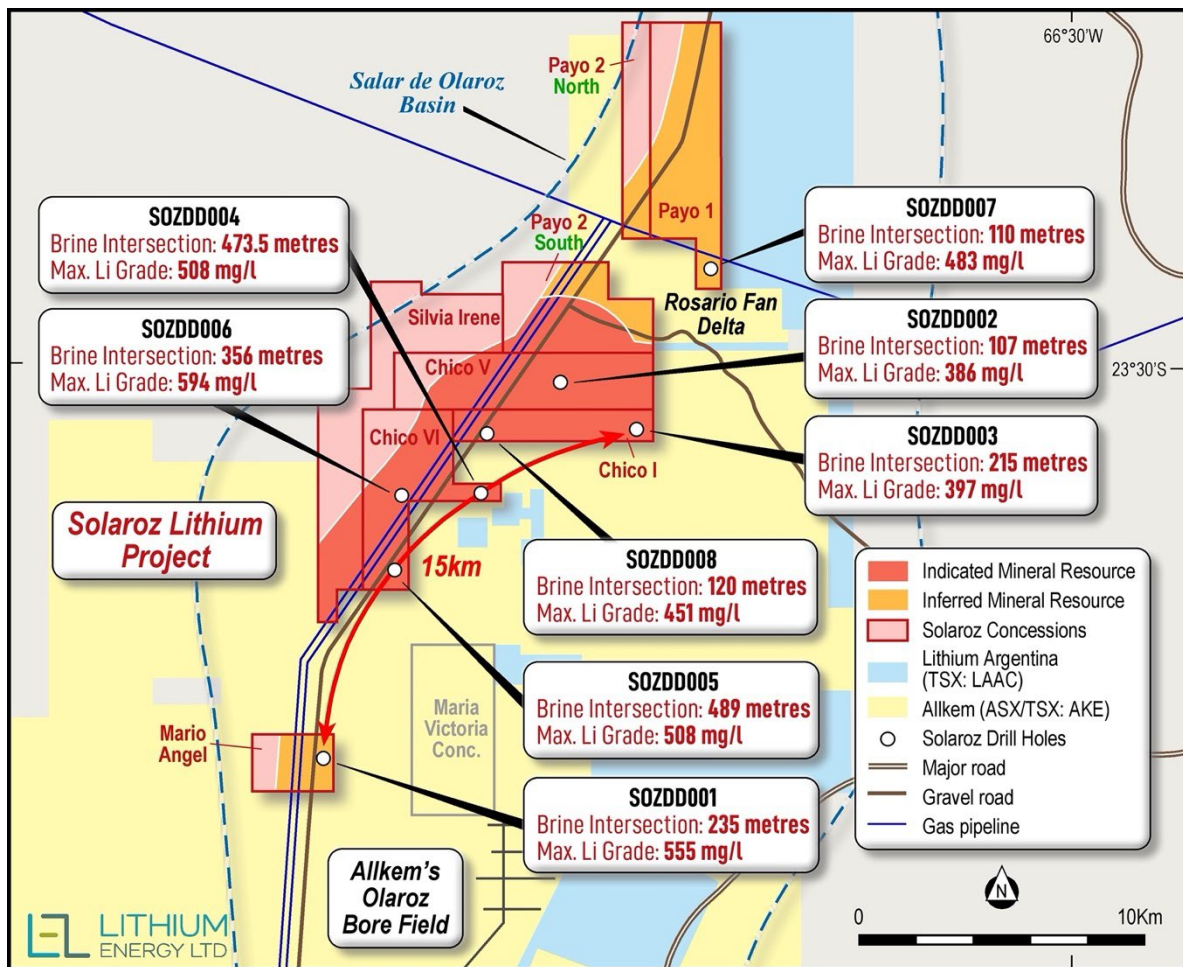 66°30'W
Payo 2
North
Salar de Olaroz
Basin
SOZDD004
Brine Intersection: 473.5 metres
Max. Li Grade: 508 mg/l
Payo 2
South
Payo 1
SOZDD007
Brine Intersection: 110 metres
Max. Li Grade: 483 mg/l
Rosario Fan
Delta
SOZDD006
Brine Intersection: 356 metres
Max. Li Grade: 594 mg/l
Silvia Irene
SOZDD002
Brine Intersection: 107 metres
Max. Li Grade: 386 mg/l
23°30'S
Chico V
Chico VI
Chico I
SOZDD003
Brine Intersection: 215 metres
Max. Li Grade: 397 mg/l
Solaroz Lithium
Project
15km
SOZDD008
Brine Intersection: 120 metres
Max. Li Grade: 451 mg/l
Maria
Victoria
Conc.
SOZDD005
Brine Intersection: 489 metres
Max. Li Grade: 508 mg/l
Mario
Angel
SOZDD001
Brine Intersection: 235 metres
Max. Li Grade: 555 mg/l
Allkem's
Olaroz
Bore Field
Indicated Mineral Resource
Inferred Mineral Resource
Solaroz Concessions
Lithium Argentina
(TSX: LAAC)
Allkem (ASX/TSX: AKE)
Solaroz Drill Holes
Major road
Gravel road
Gas pipeline
N
0 10Km
LITHIUM
ENERGY LTD